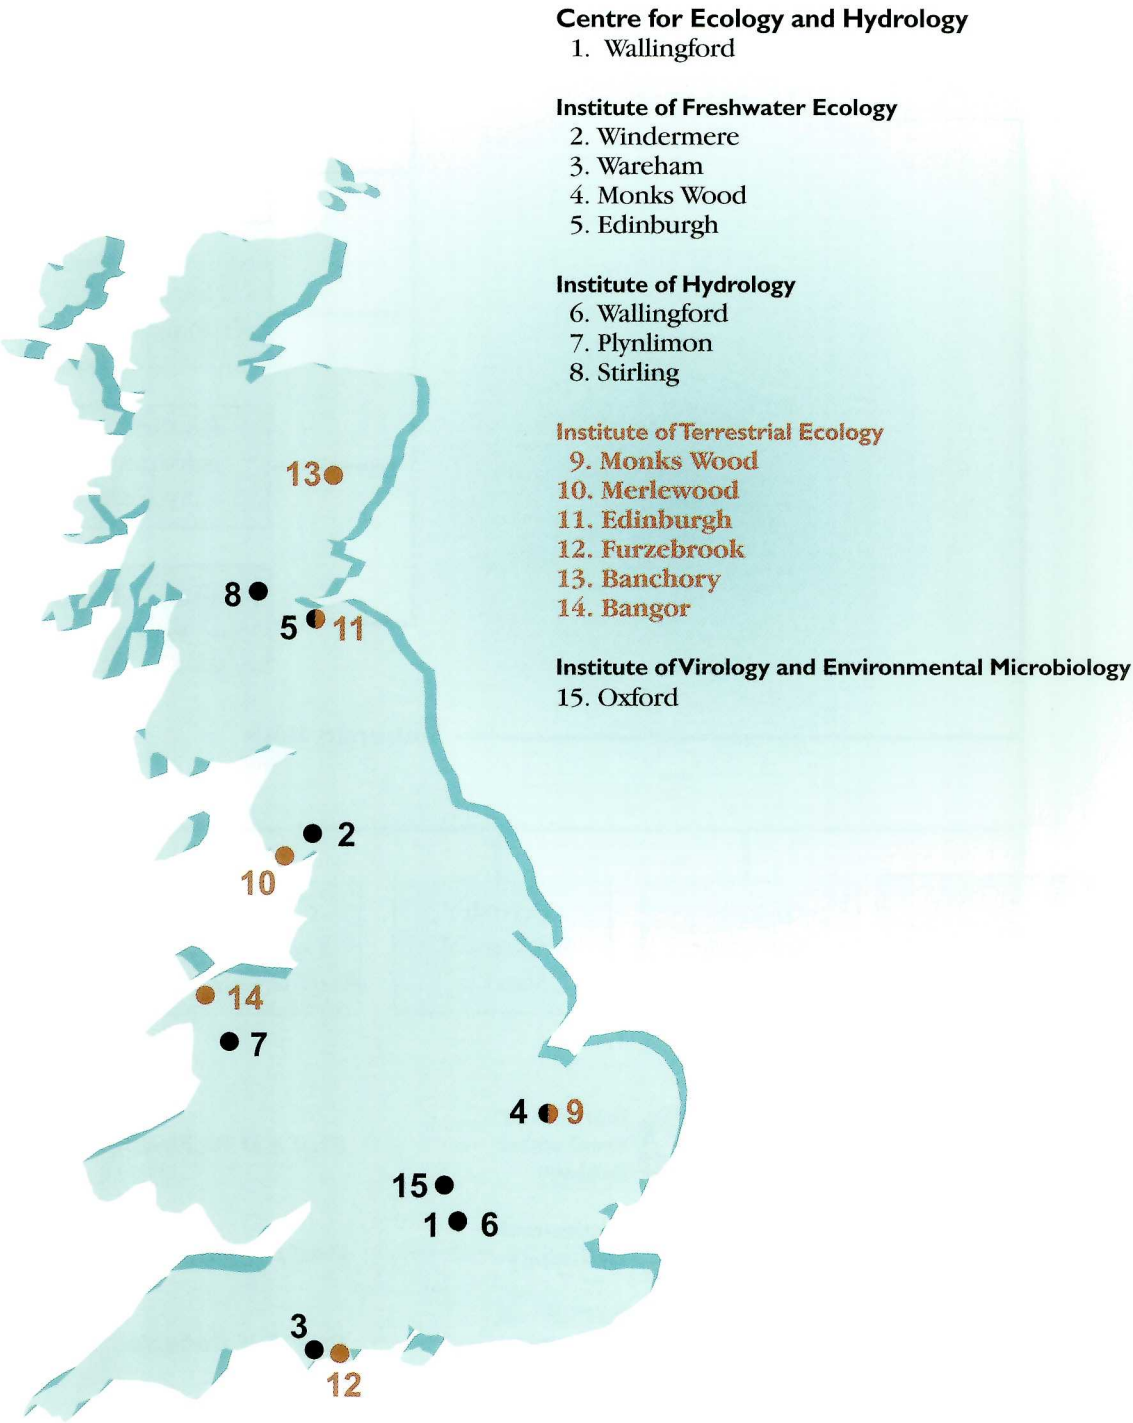 Centre for Ecology and Hydrology
1. Wallingford
Institute of Freshwater Ecology
2. Windermere
3. Wareham
4. Monks Wood
5. Edinburgh
Institute of Hydrology
6. Wallingford
7. Plynlimon
8. Stirling
Institute of Terrestrial Ecology
9. Monks Wood
10. Merlewood
11. Edinburgh
12. Furzebrook
13. Banchory
14. Bangor
Institute of Virology and Environmental Microbiology
15. Oxford
13
8
5 11
2
10
14
7
4 9
15
1 6
3
12